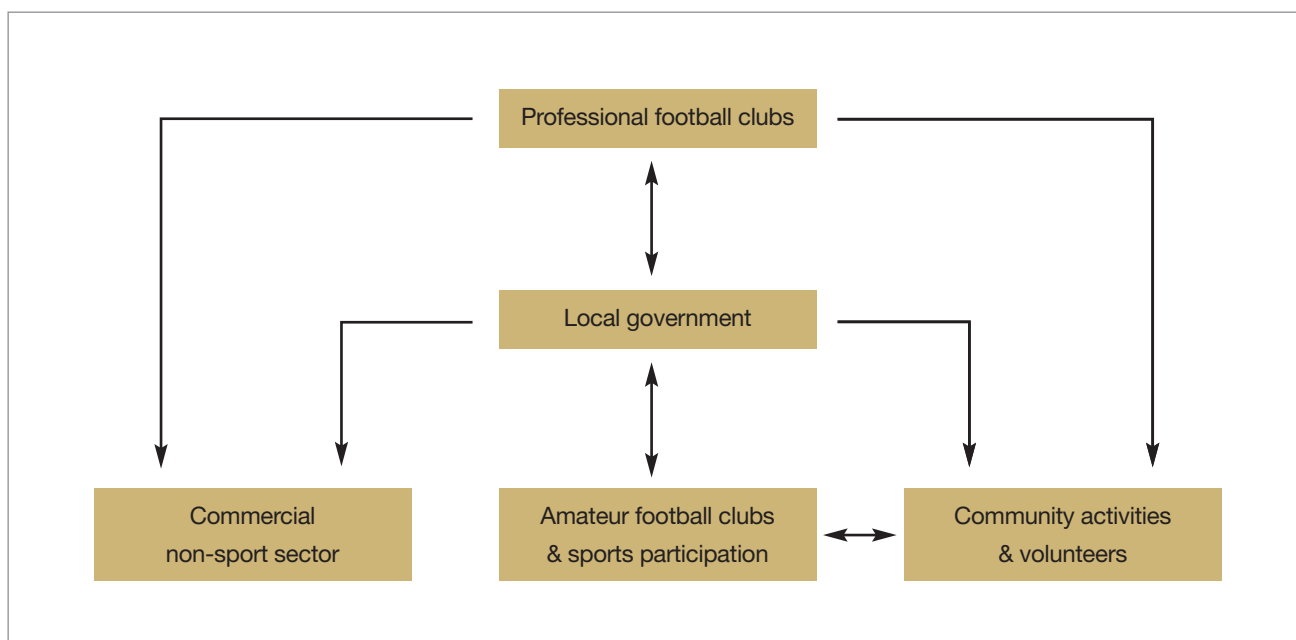 Professional football clubs
Local government
Commercial
non-sport sector
Amateur football clubs
& sports participation
Community activities
& volunteers